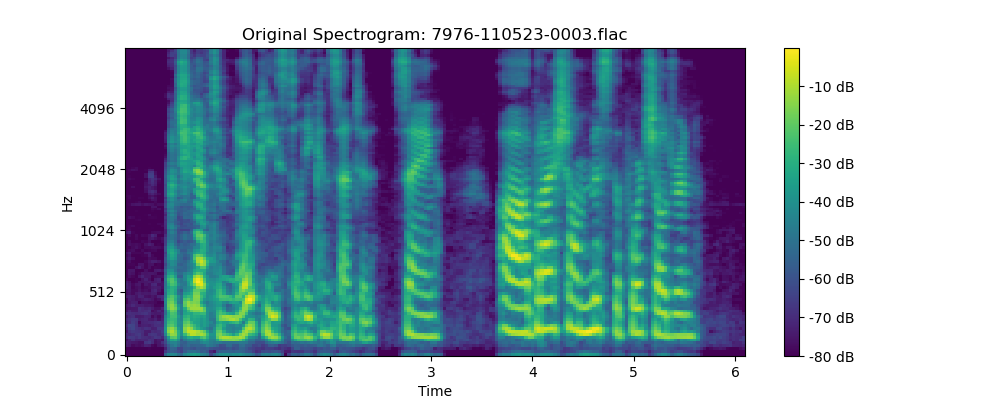 Original Spectrogram: 7976-110523-0003.flac
4096
2048
1024
512
0
Hz
0 1 2 3 4 5 6
Time
-10 dB
-20 dB
-30 dB
-40 dB
-50 dB
-60 dB
-70 dB
-80 dB